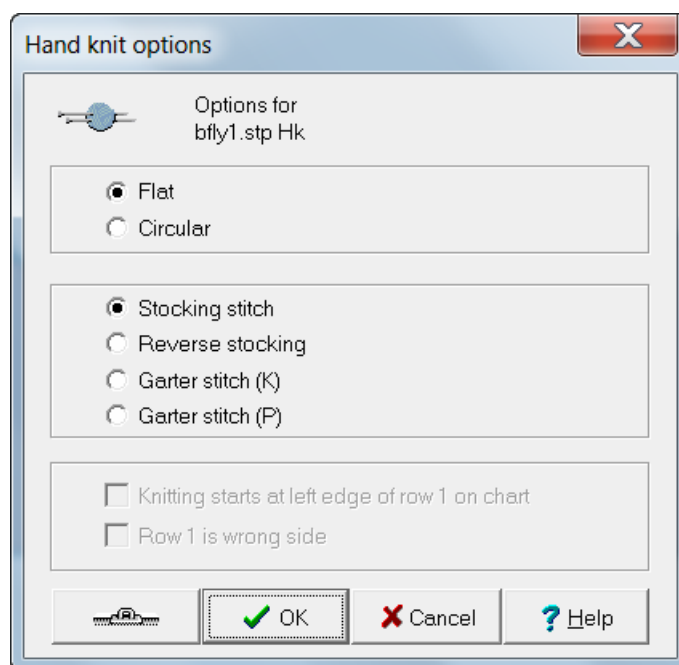 Hand knit options
Options for
bfly1.stp Hk
Flat
Circular
Stocking stitch
Reverse stocking
Garter stitch (K)
Garter stitch (P)
Knitting starts at left edge of row 1 on chart
Row 1 is wrong side
OK Cancel Help